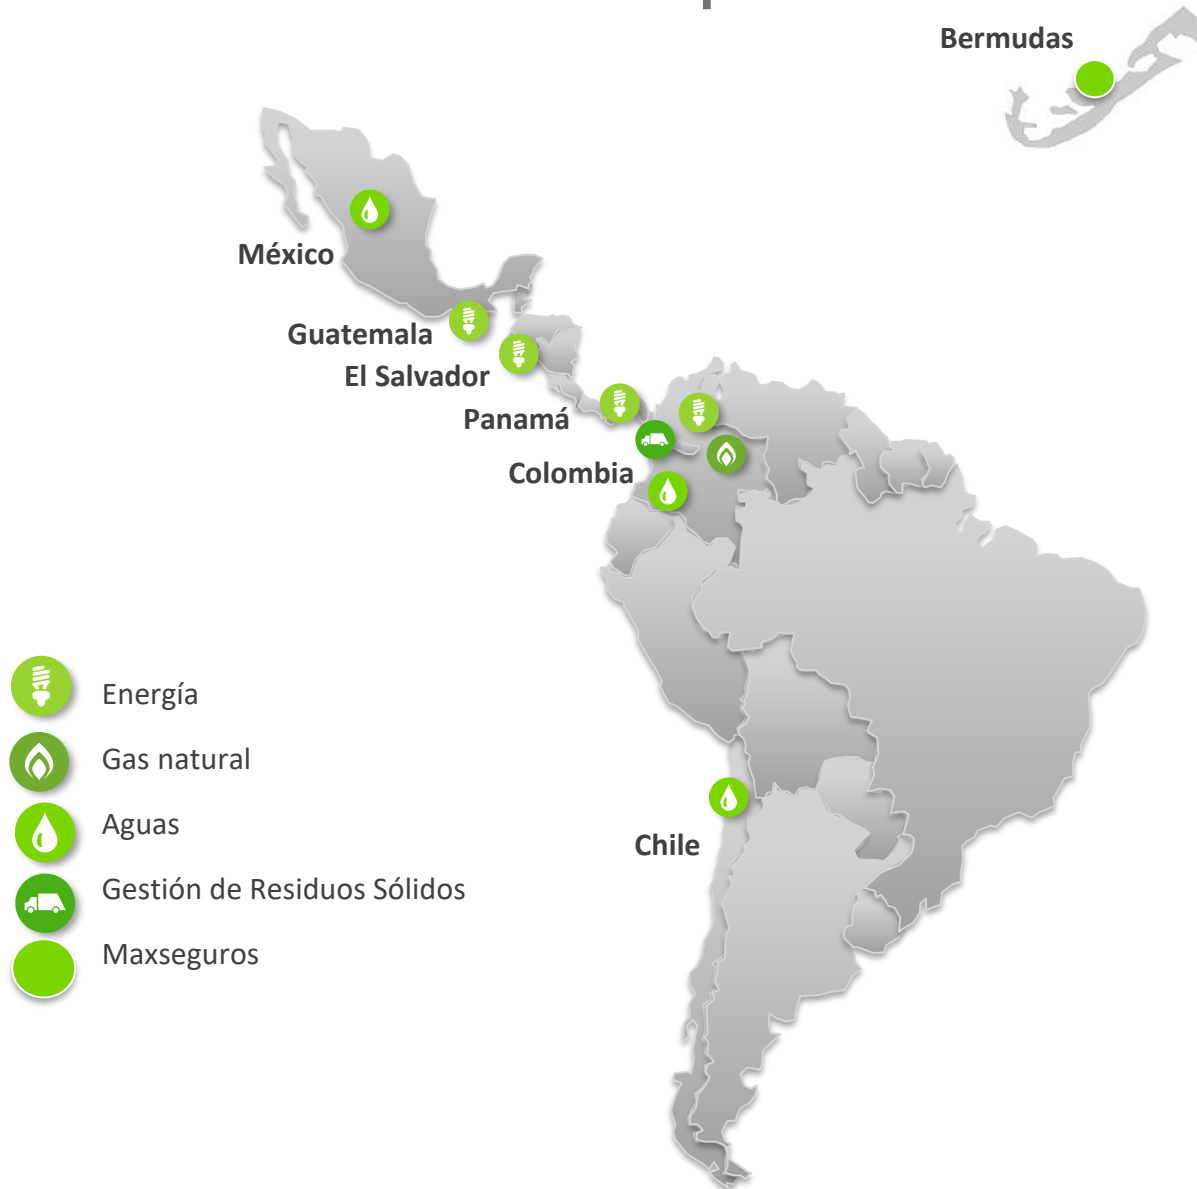 Bermudas
México
Guatemala
El Salvador
Panamá
Colombia
Chile
Energía
Gas natural
Aguas
Gestión de Residuos Sólidos
Maxseguros